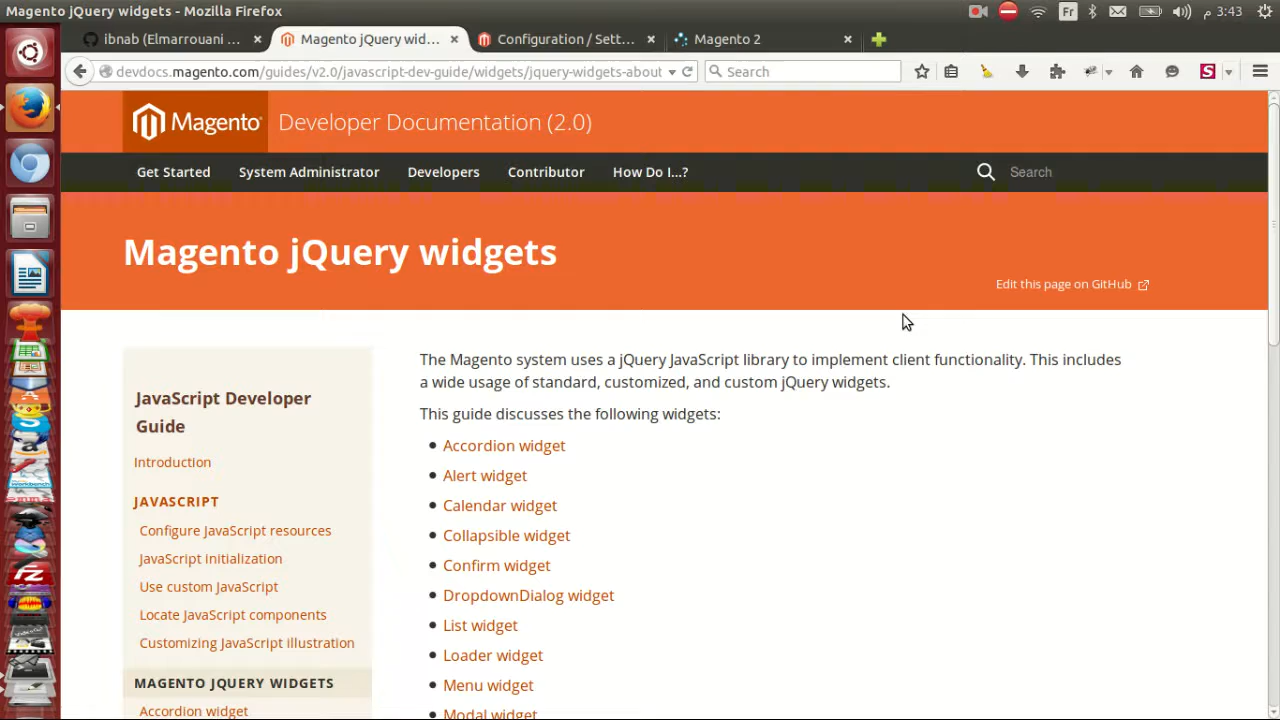 Magento jQuery widgets - Mozilla Firefox
Fr
3:43 م
ibnab (Elmarrouani ...
Magento jQuery wid...
Configuration / Sett...
Magento 2
devdocs.magento.com/guides/v2.0/javascript-dev-guide/widgets/jquery-widgets-about
Search
Magento
Developer Documentation (2.0)
Get Started
System Administrator
Developers
Contributor
How Do I...?
Search
Magento jQuery widgets
Edit this page on GitHub
JavaScript Developer
Guide
Introduction
JAVASCRIPT
Configure JavaScript resources
JavaScript initialization
Use custom JavaScript
Locate JavaScript components
Customizing JavaScript illustration
MAGENTO JQUERY WIDGETS
Accordion widget
The Magento system uses a jQuery JavaScript library to implement client functionality. This includes
a wide usage of standard, customized, and custom jQuery widgets.
This guide discusses the following widgets:
Accordion widget
Alert widget
Calendar widget
Collapsible widget
Confirm widget
DropdownDialog widget
List widget
Loader widget
Menu widget
Modal widget